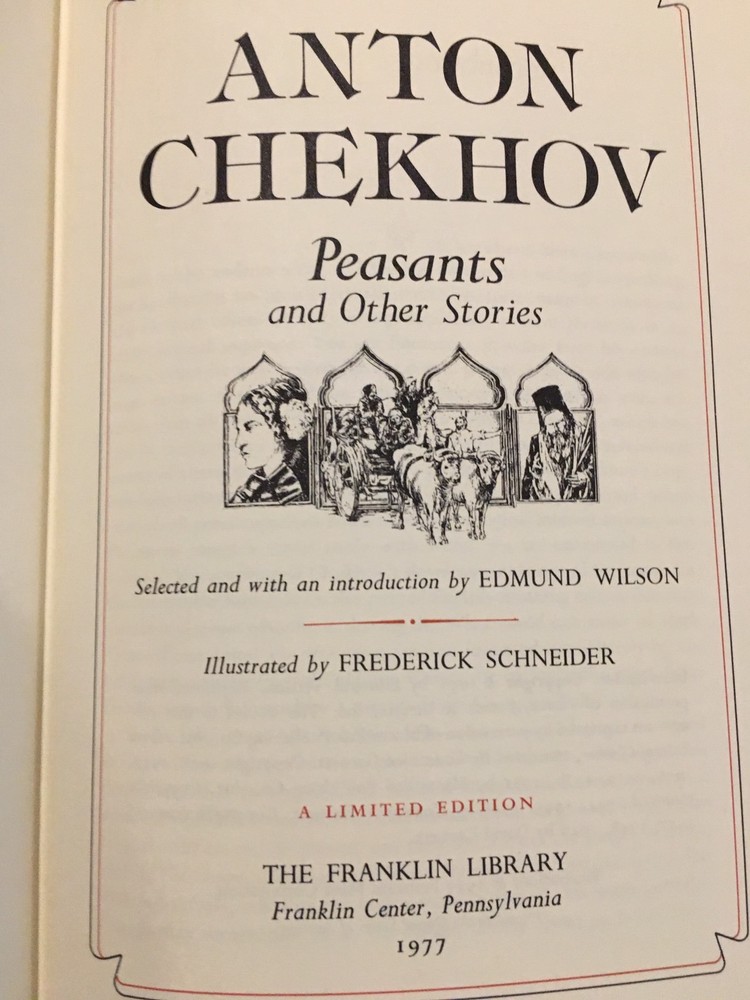 ANTON
CHEKHOV
Peasants
and Other Stories
Selected and with an introduction by EDMUND WILSON
Illustrated by FREDERICK SCHNEIDER
A LIMITED EDITION
THE FRANKLIN LIBRARY
Franklin Center, Pennsylvania
1977